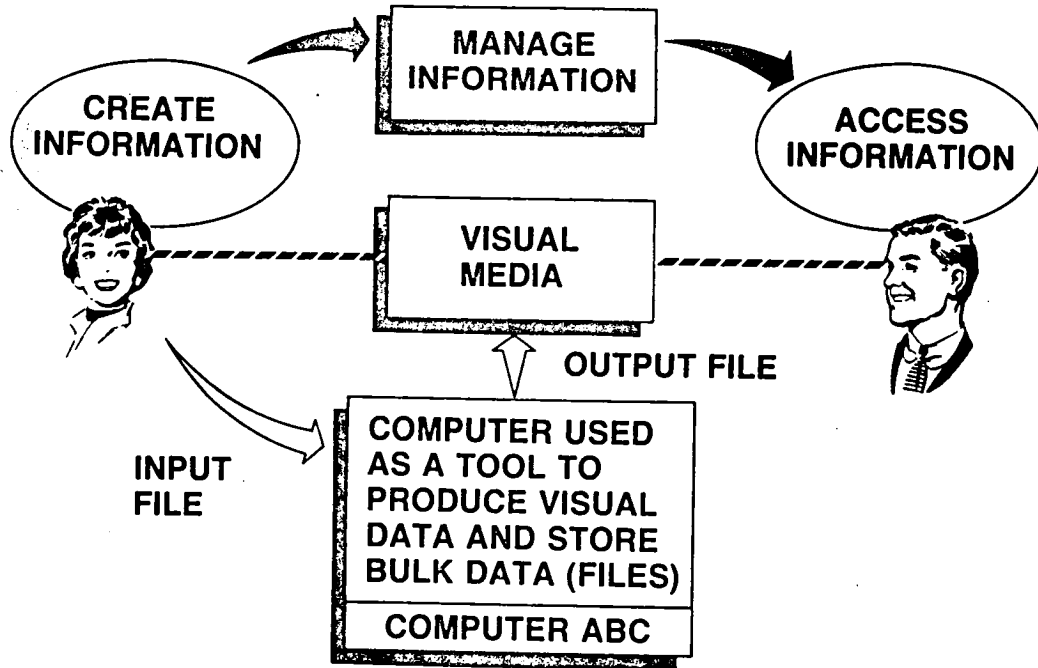 MANAGE
INFORMATION
CREATE
INFORMATION
ACCESS
INFORMATION
VISUAL
MEDIA
OUTPUT FILE
INPUT
FILE
COMPUTER USED
AS A TOOL TO
PRODUCE VISUAL
DATA AND STORE
BULK DATA (FILES)
COMPUTER ABC